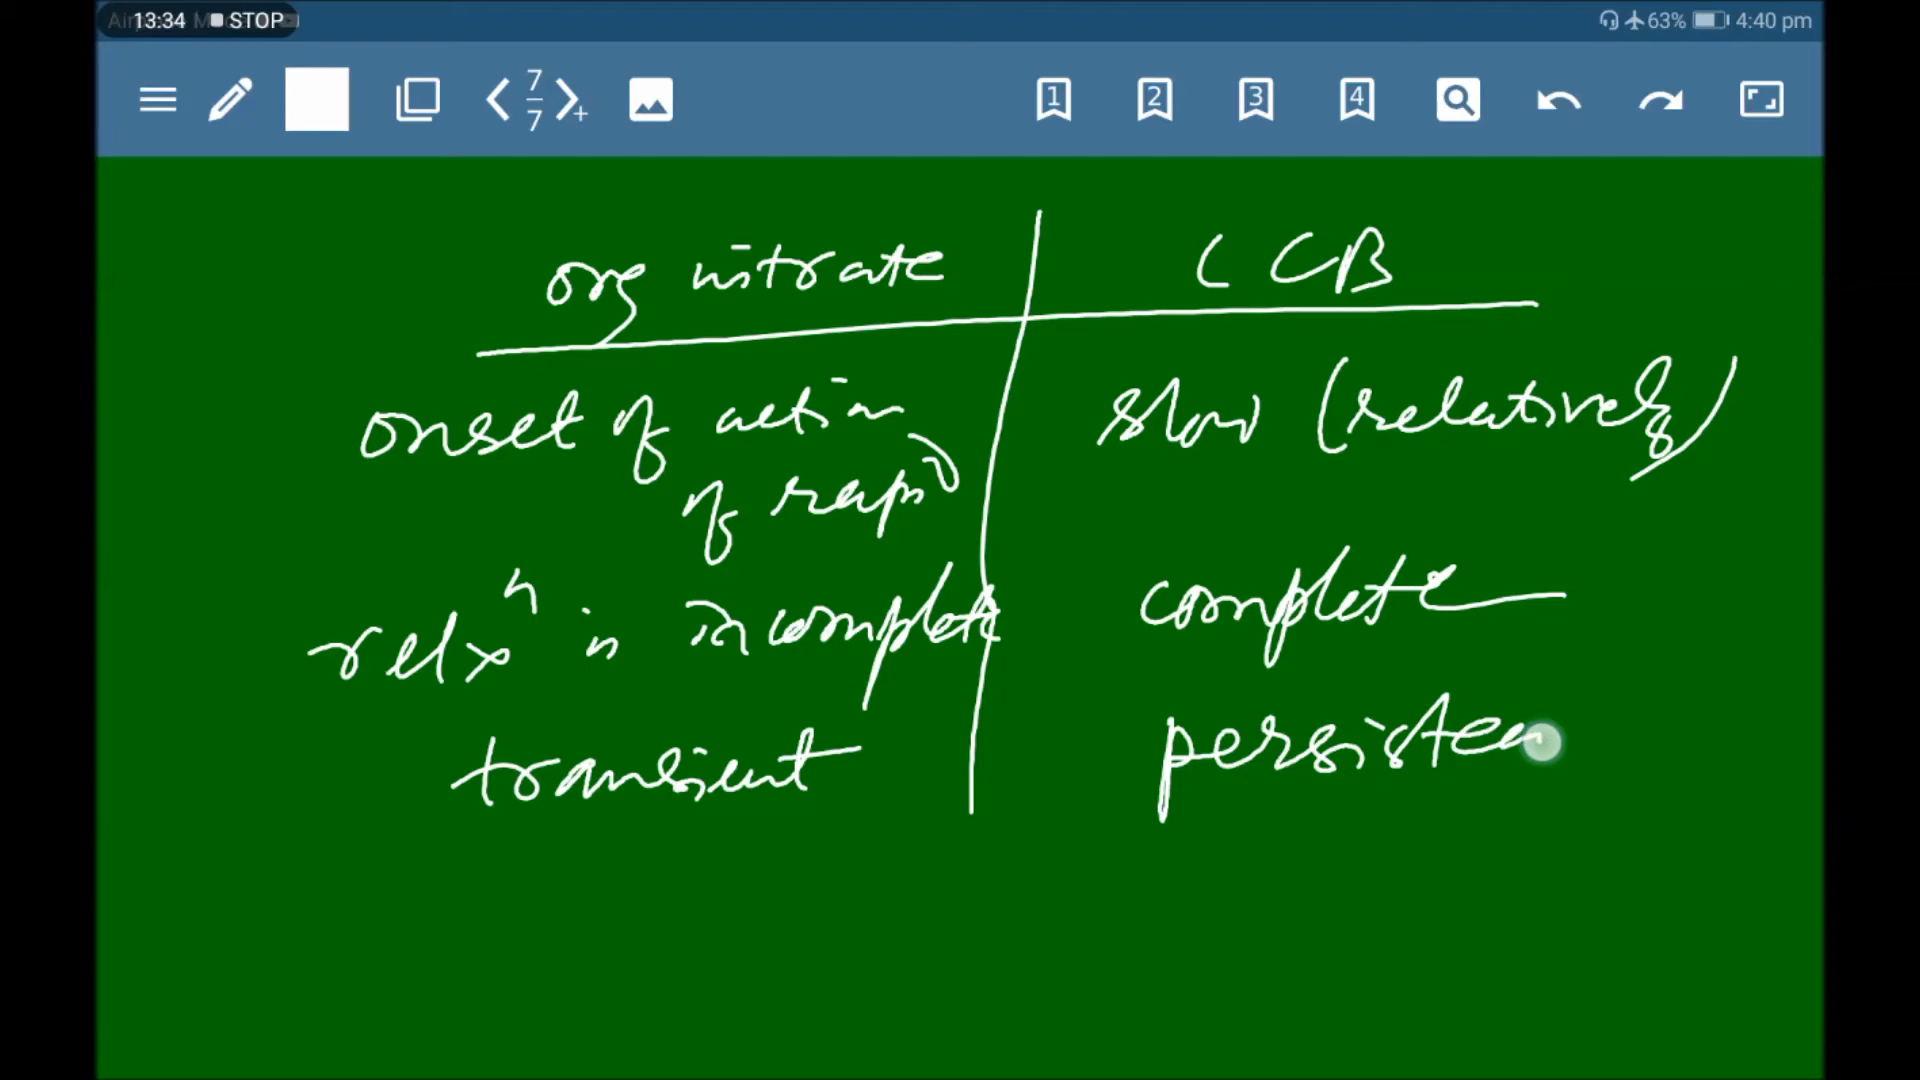 13:34 STOP 63% 4:40 pm
7/7 1 2 3 4
org nitrate CCB
onset of action slow (relatively)
of rapid
relxn is incomplete complete
transient persisten